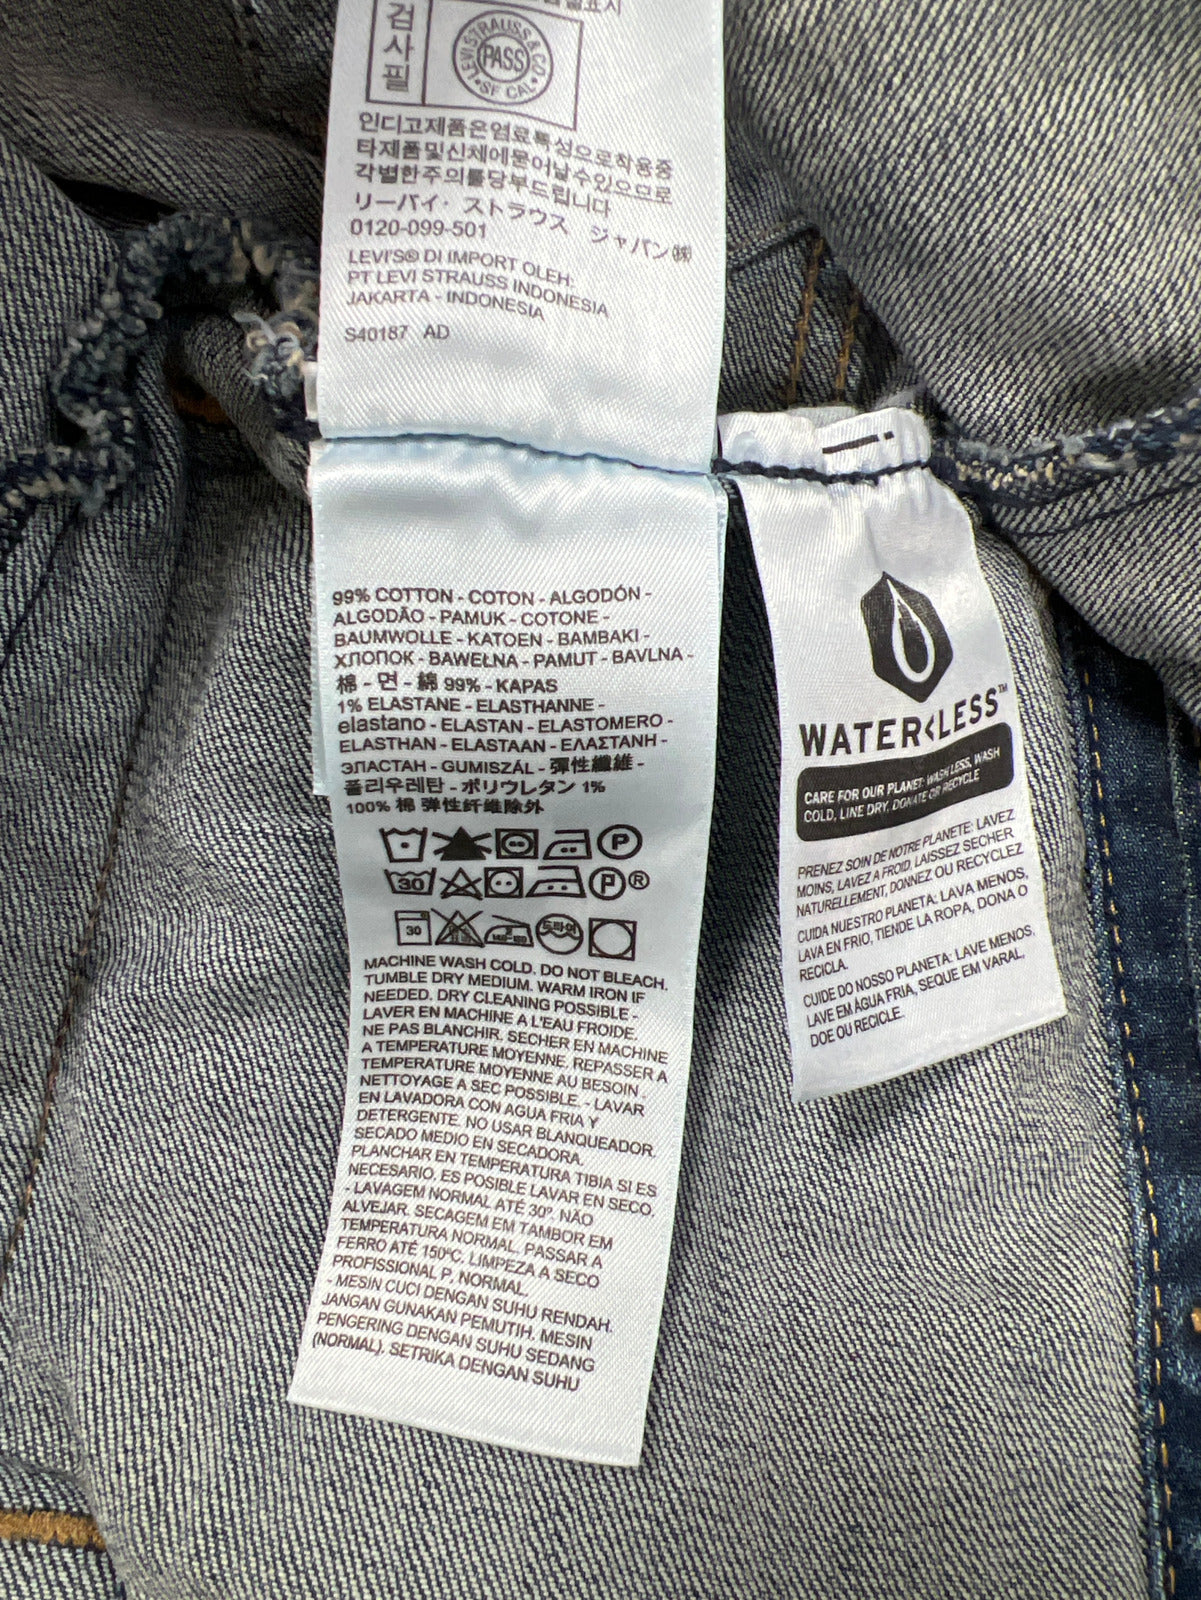 검사필
LEVI STRAUSS & CO
PASS
SF CAL
인디고제품은염료특성으로착용중
타제품및신체에묻어날수있으므로
각별한주의를당부드립니다
リーバイ・ストラウス ジャパン㈱
0120-099-501
LEVI'S® DI IMPORT OLEH:
PT LEVI STRAUSS INDONESIA
JAKARTA - INDONESIA
S40187 AD
99% COTTON - COTON - ALGODÓN -
ALGODÃO - PAMUK - COTONE -
BAUMWOLLE - KATOEN - BAMBAKI -
ХЛОПОК - BAWEŁNA - PAMUT - BAVLNA -
棉 - 면 - 綿 99% - KAPAS
1% ELASTANE - ELASTHANNE -
elastano - ELASTAN - ELASTOMERO -
ELASTHAN - ELASTAAN - ΕΛΑΣΤΑΝΗ -
ЭЛАСТАН - GUMISZÁL - 彈性纖維 -
폴리우레탄 - ポリウレタン 1%
100% 棉 弹性纤维除外
P
30 P ®
30 드라이
MACHINE WASH COLD. DO NOT BLEACH.
TUMBLE DRY MEDIUM. WARM IRON IF
NEEDED. DRY CLEANING POSSIBLE -
LAVER EN MACHINE A L'EAU FROIDE.
NE PAS BLANCHIR. SECHER EN MACHINE
A TEMPERATURE MOYENNE. REPASSER A
TEMPERATURE MOYENNE AU BESOIN.
NETTOYAGE A SEC POSSIBLE. - LAVAR
EN LAVADORA CON AGUA FRIA Y
DETERGENTE. NO USAR BLANQUEADOR.
SECADO MEDIO EN SECADORA.
PLANCHAR EN TEMPERATURA TIBIA SI ES
NECESARIO. ES POSIBLE LAVAR EN SECO.
- LAVAGEM NORMAL ATÉ 30º. NÃO
ALVEJAR. SECAGEM EM TAMBOR EM
TEMPERATURA NORMAL. PASSAR A
FERRO ATÉ 150ºC. LIMPEZA A SECO
PROFISSIONAL P, NORMAL.
- MESIN CUCI DENGAN SUHU RENDAH.
JANGAN GUNAKAN PEMUTIH. MESIN
PENGERING DENGAN SUHU SEDANG
(NORMAL). SETRIKA DENGAN SUHU
WATER<LESS™
CARE FOR OUR PLANET: WASH LESS, WASH
COLD, LINE DRY, DONATE OR RECYCLE
PRENEZ SOIN DE NOTRE PLANETE: LAVEZ
MOINS, LAVEZ A FROID, LAISSEZ SECHER
NATURELLEMENT, DONNEZ OU RECYCLEZ
CUIDA NUESTRO PLANETA: LAVA MENOS,
LAVA EN FRIO, TIENDE LA ROPA, DONA O
RECICLA.
CUIDE DO NOSSO PLANETA: LAVE MENOS,
LAVE EM ÁGUA FRIA, SEQUE EM VARAL,
DOE OU RECICLE.